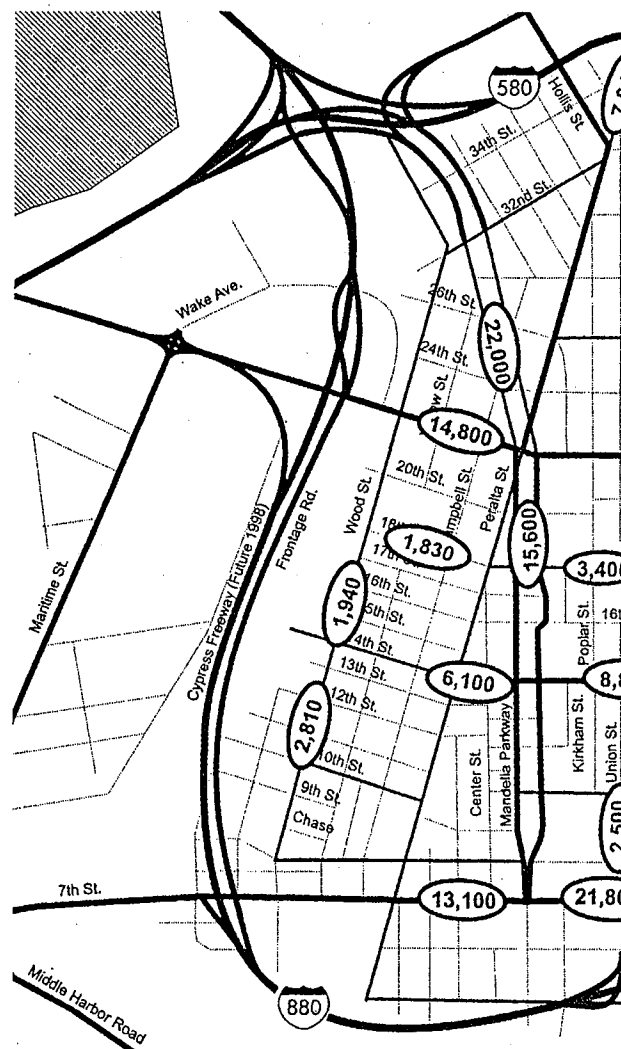 580
Hollis St.
34th St.
32nd St.
Wake Ave.
26th St.
22,000
24th St.
14,800
20th St.
Peralta St.
Wood St.
15,600
1,830
3,400
Cypress Freeway (Future 1998)
Frontage Rd.
Maritime St.
1,940
16th St.
5th St.
4th St.
Poplar St.
6,100
13th St.
12th St.
2,810
10th St.
9th St.
Chase
Center St.
Mandella Parkway
Kirkham St.
Union St.
2,500
7th St.
13,100
Middle Harbor Road
880